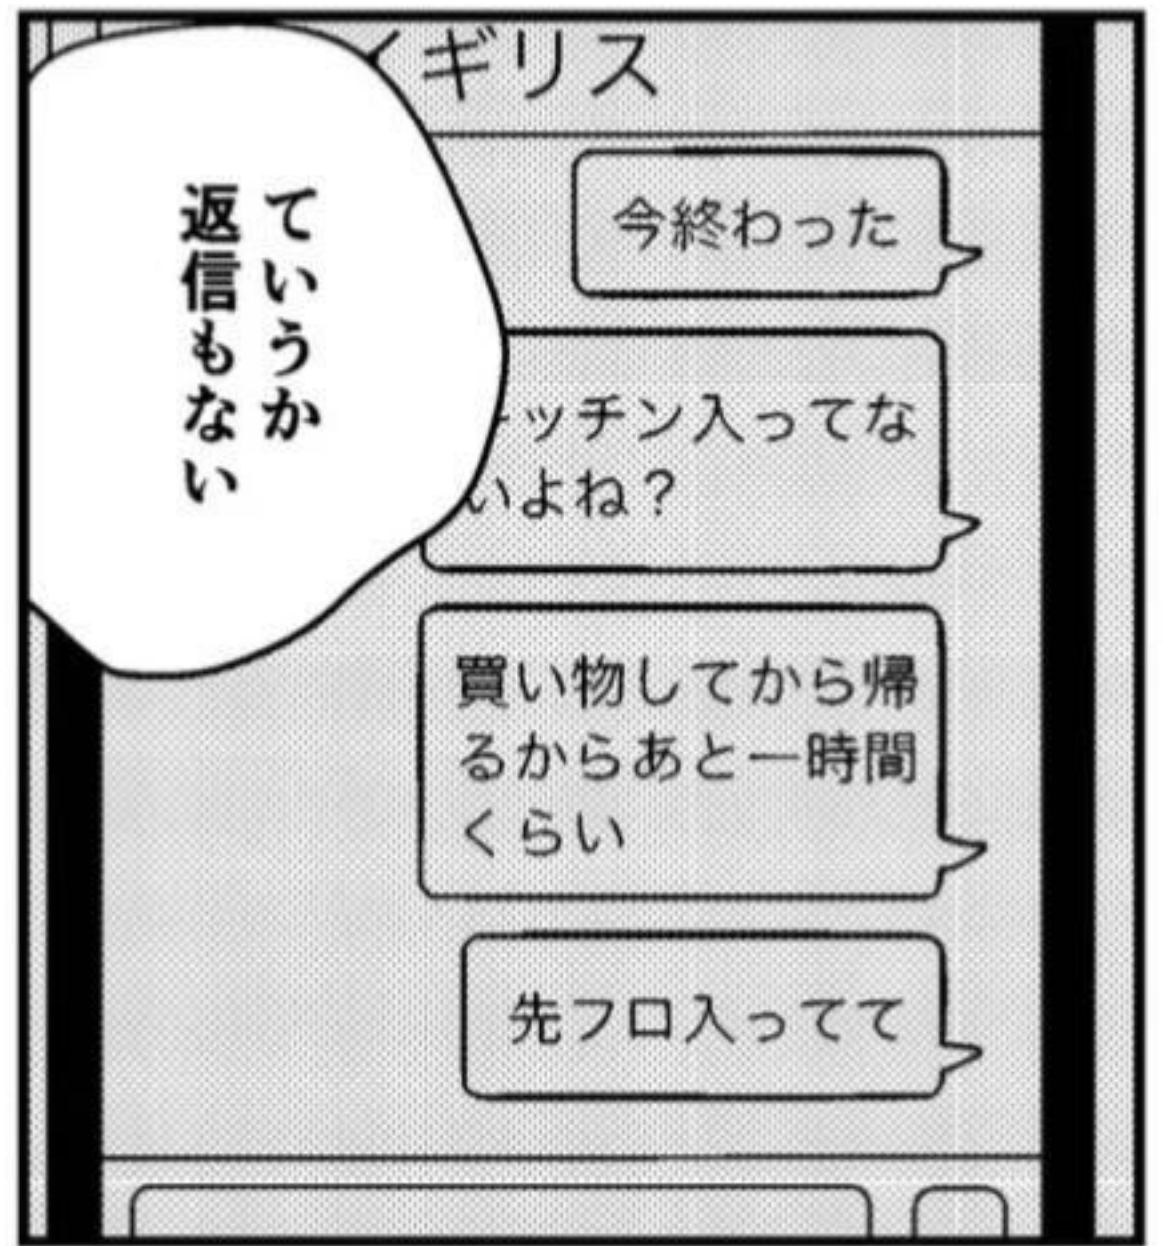 ギリス
ていうか
返信もない
今終わった
ッチン入ってな
いよね？
買い物してから帰
るからあと一時間
くらい
先フロ入ってて